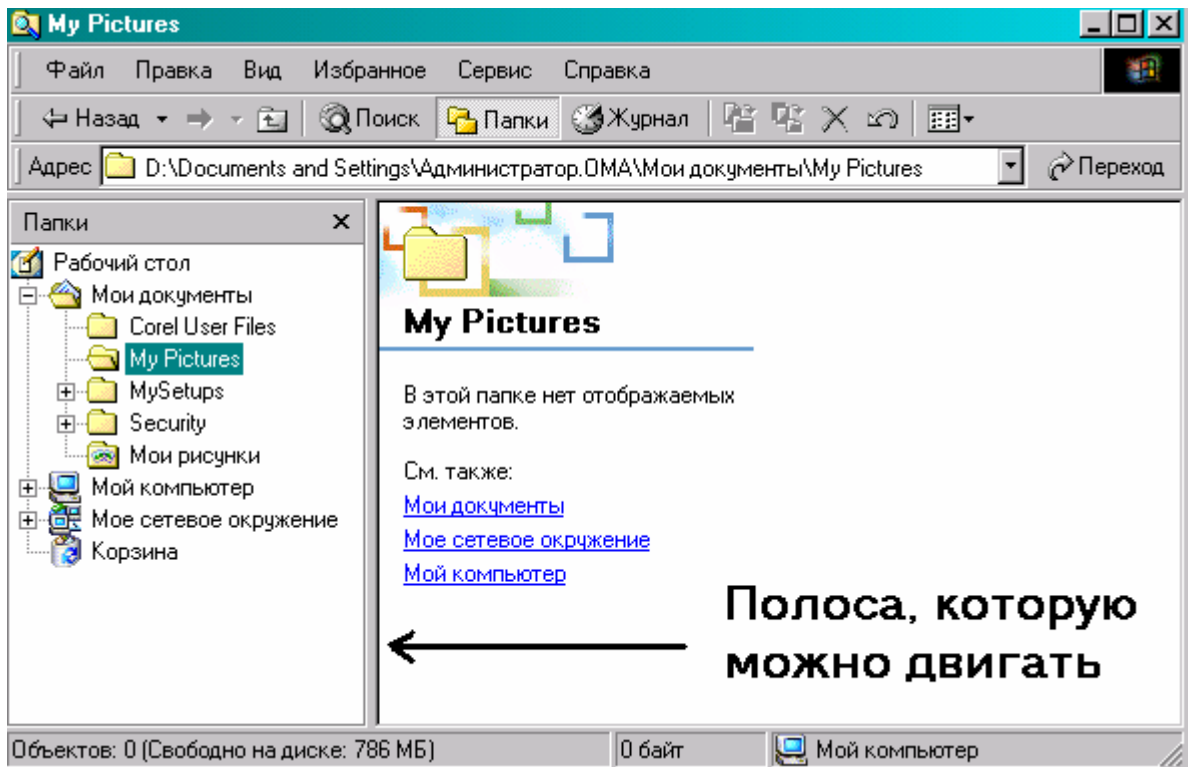 My Pictures
Файл Правка Вид Избранное Сервис Справка
Назад Поиск Папки Журнал
Адрес D:\Documents and Settings\Администратор.OMA\Мои документы\My Pictures Переход
Папки
Рабочий стол
Мои документы
Corel User Files
My Pictures
MySetups
Security
Мои рисунки
Мой компьютер
Мое сетевое окружение
Корзина
My Pictures
В этой папке нет отображаемых
элементов.
См. также:
Мои документы
Мое сетевое окружение
Мой компьютер
Полоса, которую
можно двигать
Объектов: 0 (Свободно на диске: 786 МБ) 0 байт Мой компьютер